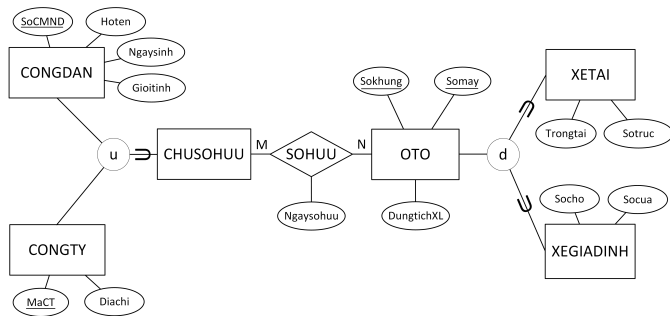 SoCMND
Hoten
CONGDAN
Ngaysinh
Gioitinh
u
CHUSOHUU
M
SOHUU
N
Ngaysohuu
Sokhung
Somay
OTO
DungtichXL
d
XETAI
Trongtai
Sotruc
Socho
Socua
XEGIADINH
CONGTY
MaCT
Diachi